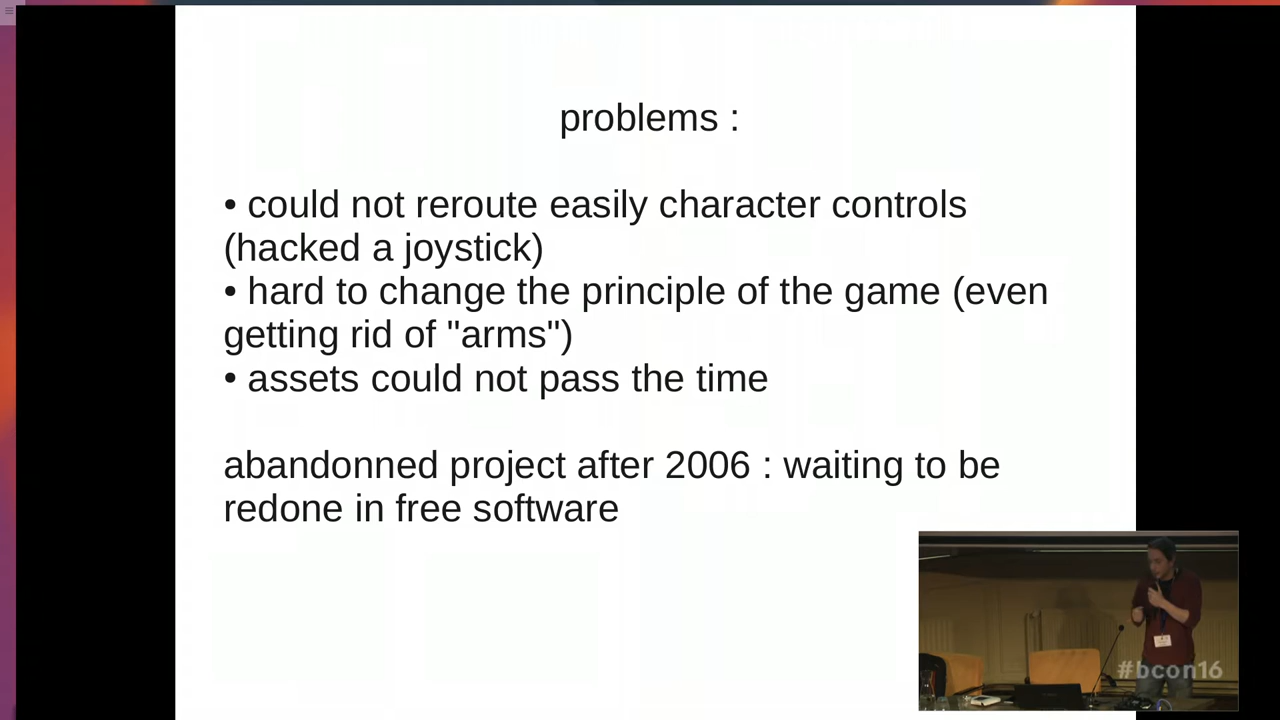 problems :
• could not reroute easily character controls
(hacked a joystick)
• hard to change the principle of the game (even
getting rid of "arms")
• assets could not pass the time
abandonned project after 2006 : waiting to be
redone in free software
#bcon16